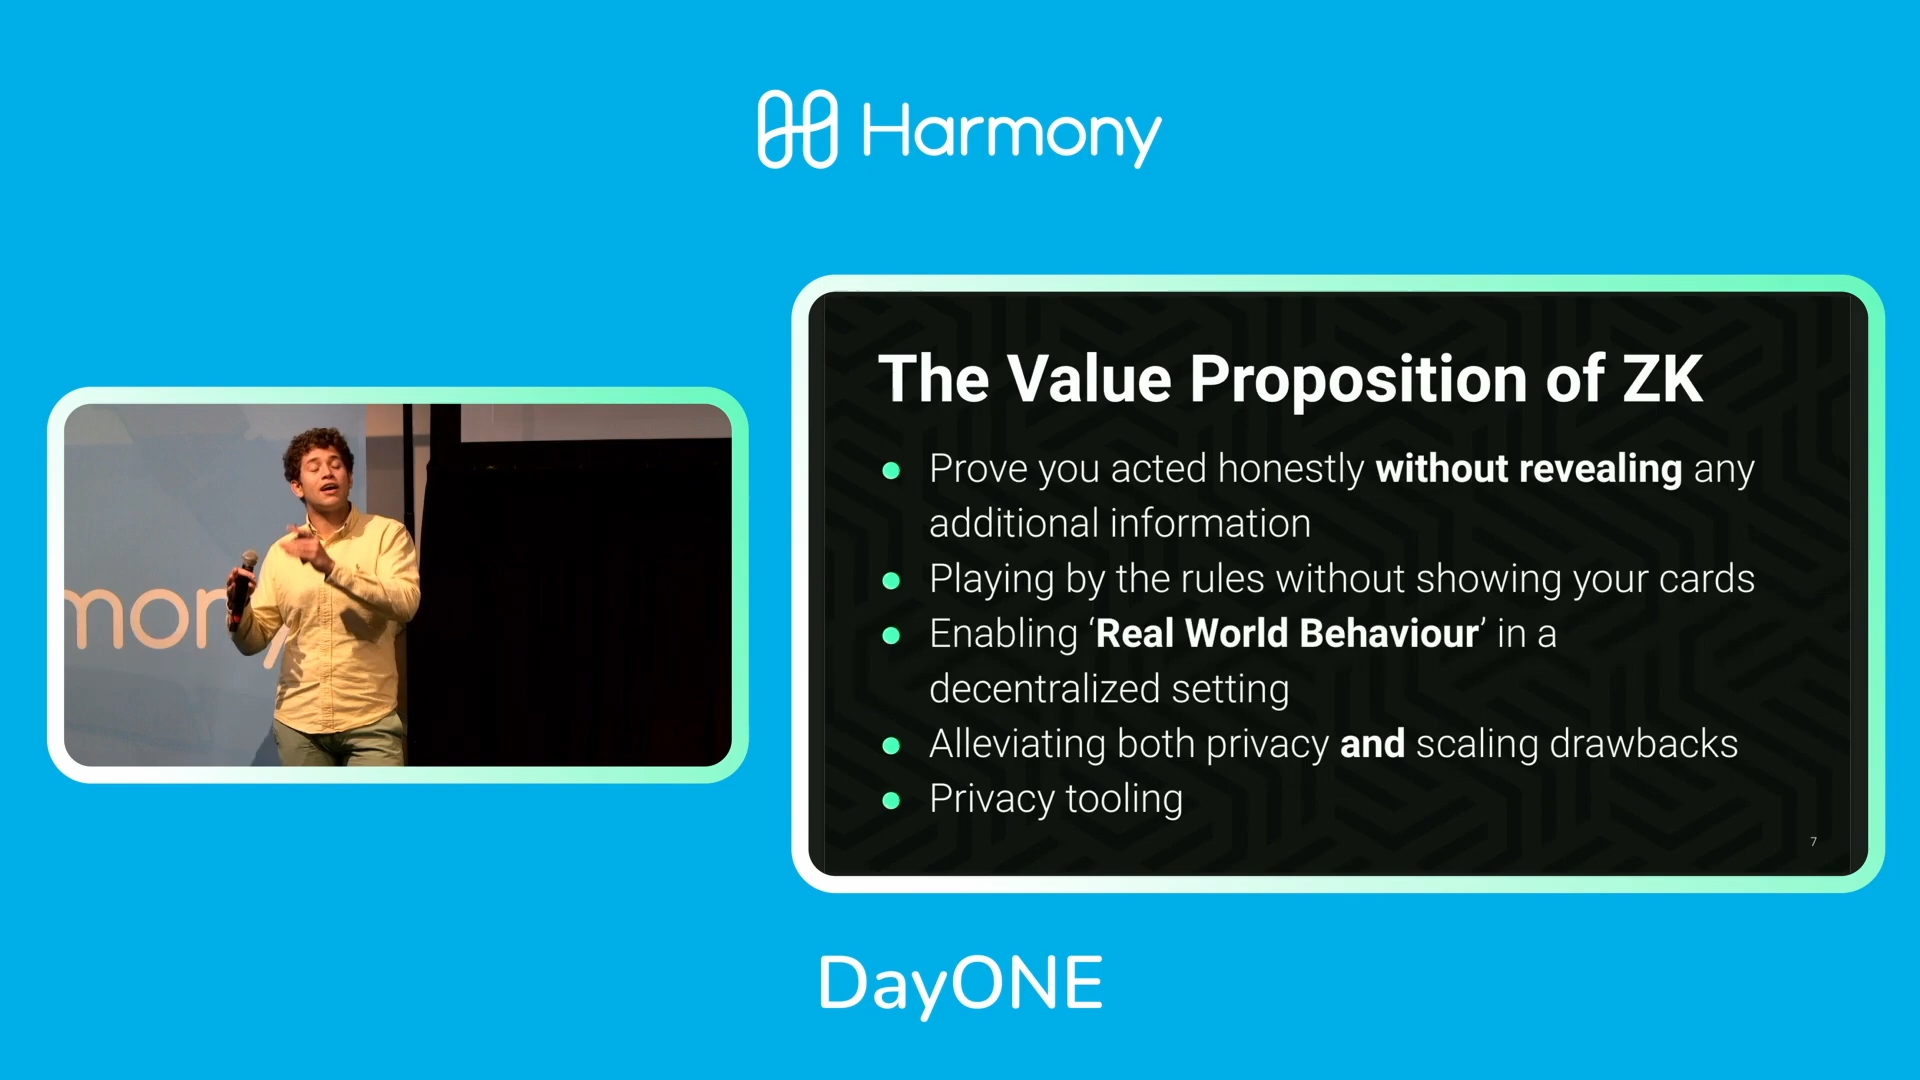 Harmony
The Value Proposition of ZK
Prove you acted honestly without revealing any
additional information
Playing by the rules without showing your cards
Enabling ‘Real World Behaviour’ in a
decentralized setting
Alleviating both privacy and scaling drawbacks
Privacy tooling
7
DayONE